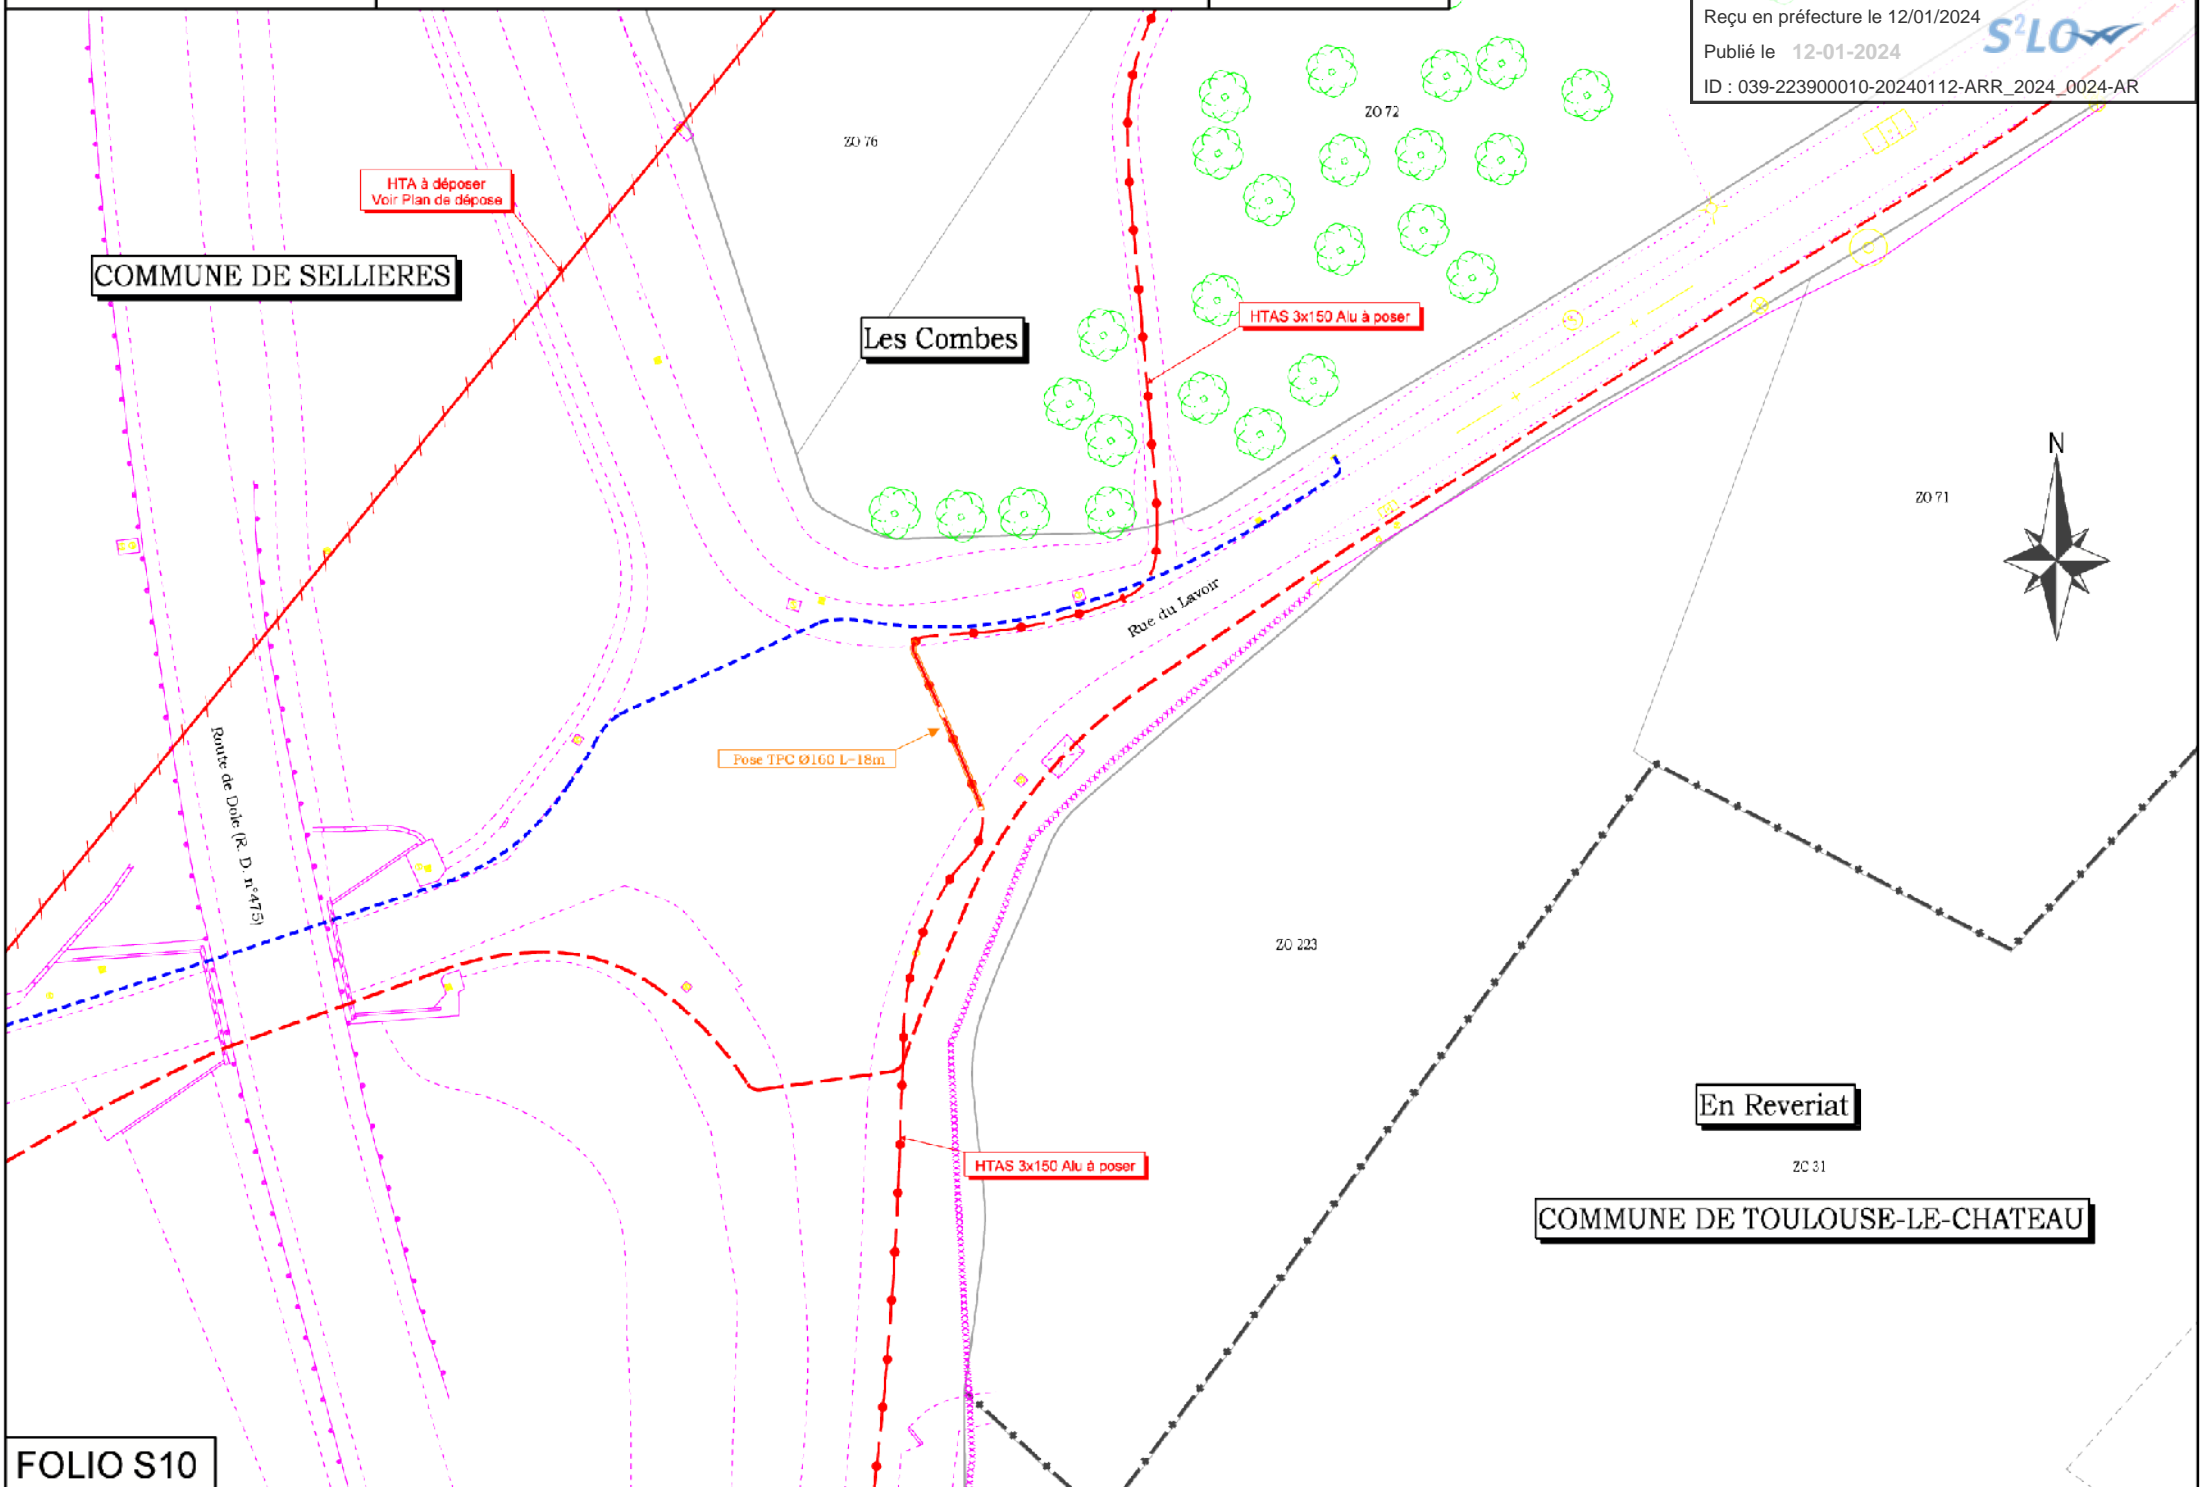 Reçu en préfecture le 12/01/2024
Publié le 12-01-2024
S²LO
ID : 039-223900010-20240112-ARR_2024_0024-AR
ZO 72
ZO 76
HTA à déposer
Voir Plan de dépose
COMMUNE DE SELLIERES
Les Combes
HTAS 3x150 Alu à poser
N
ZO 71
Rue du Lavoir
Route de Dole (R. D. n°475)
Pose TPC Ø160 L=18m
ZO 223
En Reveriat
HTAS 3x150 Alu à poser
ZC 31
COMMUNE DE TOULOUSE-LE-CHATEAU
FOLIO S10